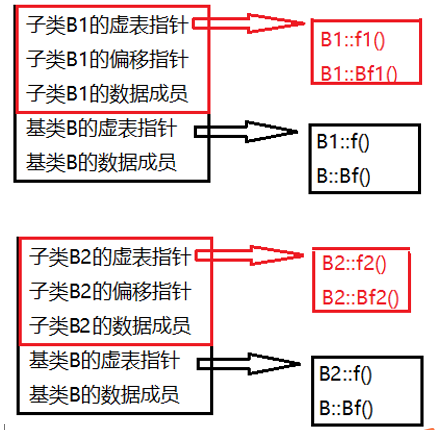 子类B1的虚表指针
子类B1的偏移指针
子类B1的数据成员
基类B的虚表指针
基类B的数据成员
B1::f1()
B1::Bf1()
B1::f()
B::Bf()
子类B2的虚表指针
子类B2的偏移指针
子类B2的数据成员
基类B的虚表指针
基类B的数据成员
B2::f2()
B2::Bf2()
B2::f()
B::Bf()